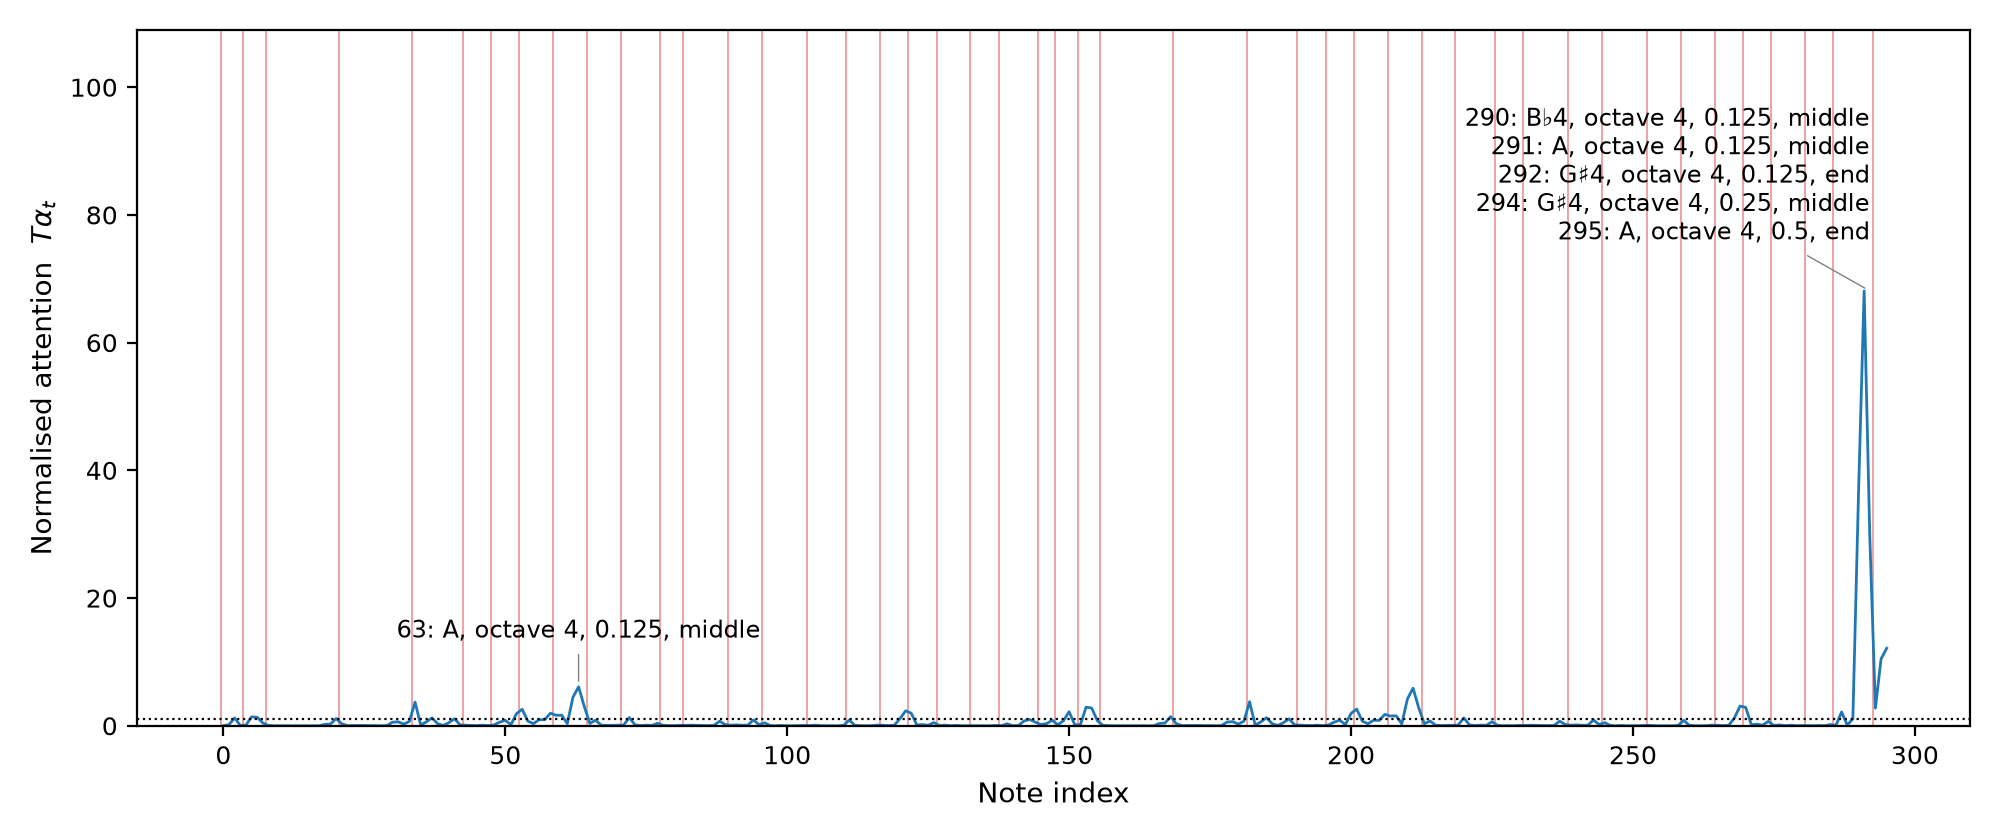 290: B♭4, octave 4, 0.125, middle
291: A, octave 4, 0.125, middle
292: G♯4, octave 4, 0.125, end
294: G♯4, octave 4, 0.25, middle
295: A, octave 4, 0.5, end
63: A, octave 4, 0.125, middle
Normalised attention Tαₜ
100
80
60
40
20
0
0 50 100 150 200 250 300
Note index